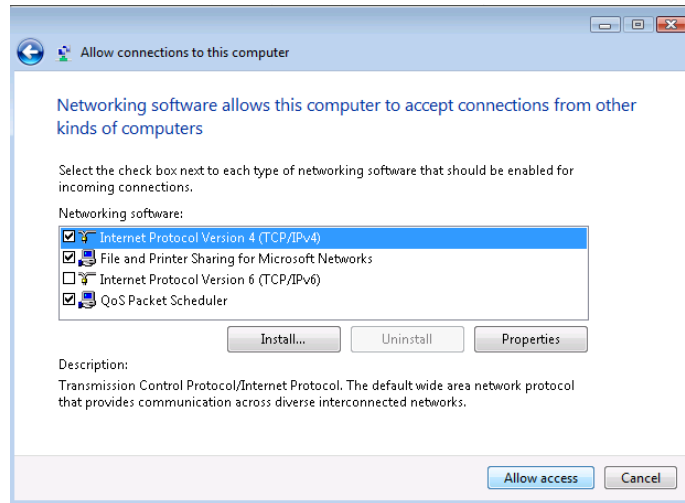 Allow connections to this computer
Networking software allows this computer to accept connections from other
kinds of computers
Select the check box next to each type of networking software that should be enabled for
incoming connections.
Networking software:
Internet Protocol Version 4 (TCP/IPv4)
File and Printer Sharing for Microsoft Networks
Internet Protocol Version 6 (TCP/IPv6)
QoS Packet Scheduler
Install... Uninstall Properties
Description:
Transmission Control Protocol/Internet Protocol. The default wide area network protocol
that provides communication across diverse interconnected networks.
Allow access Cancel